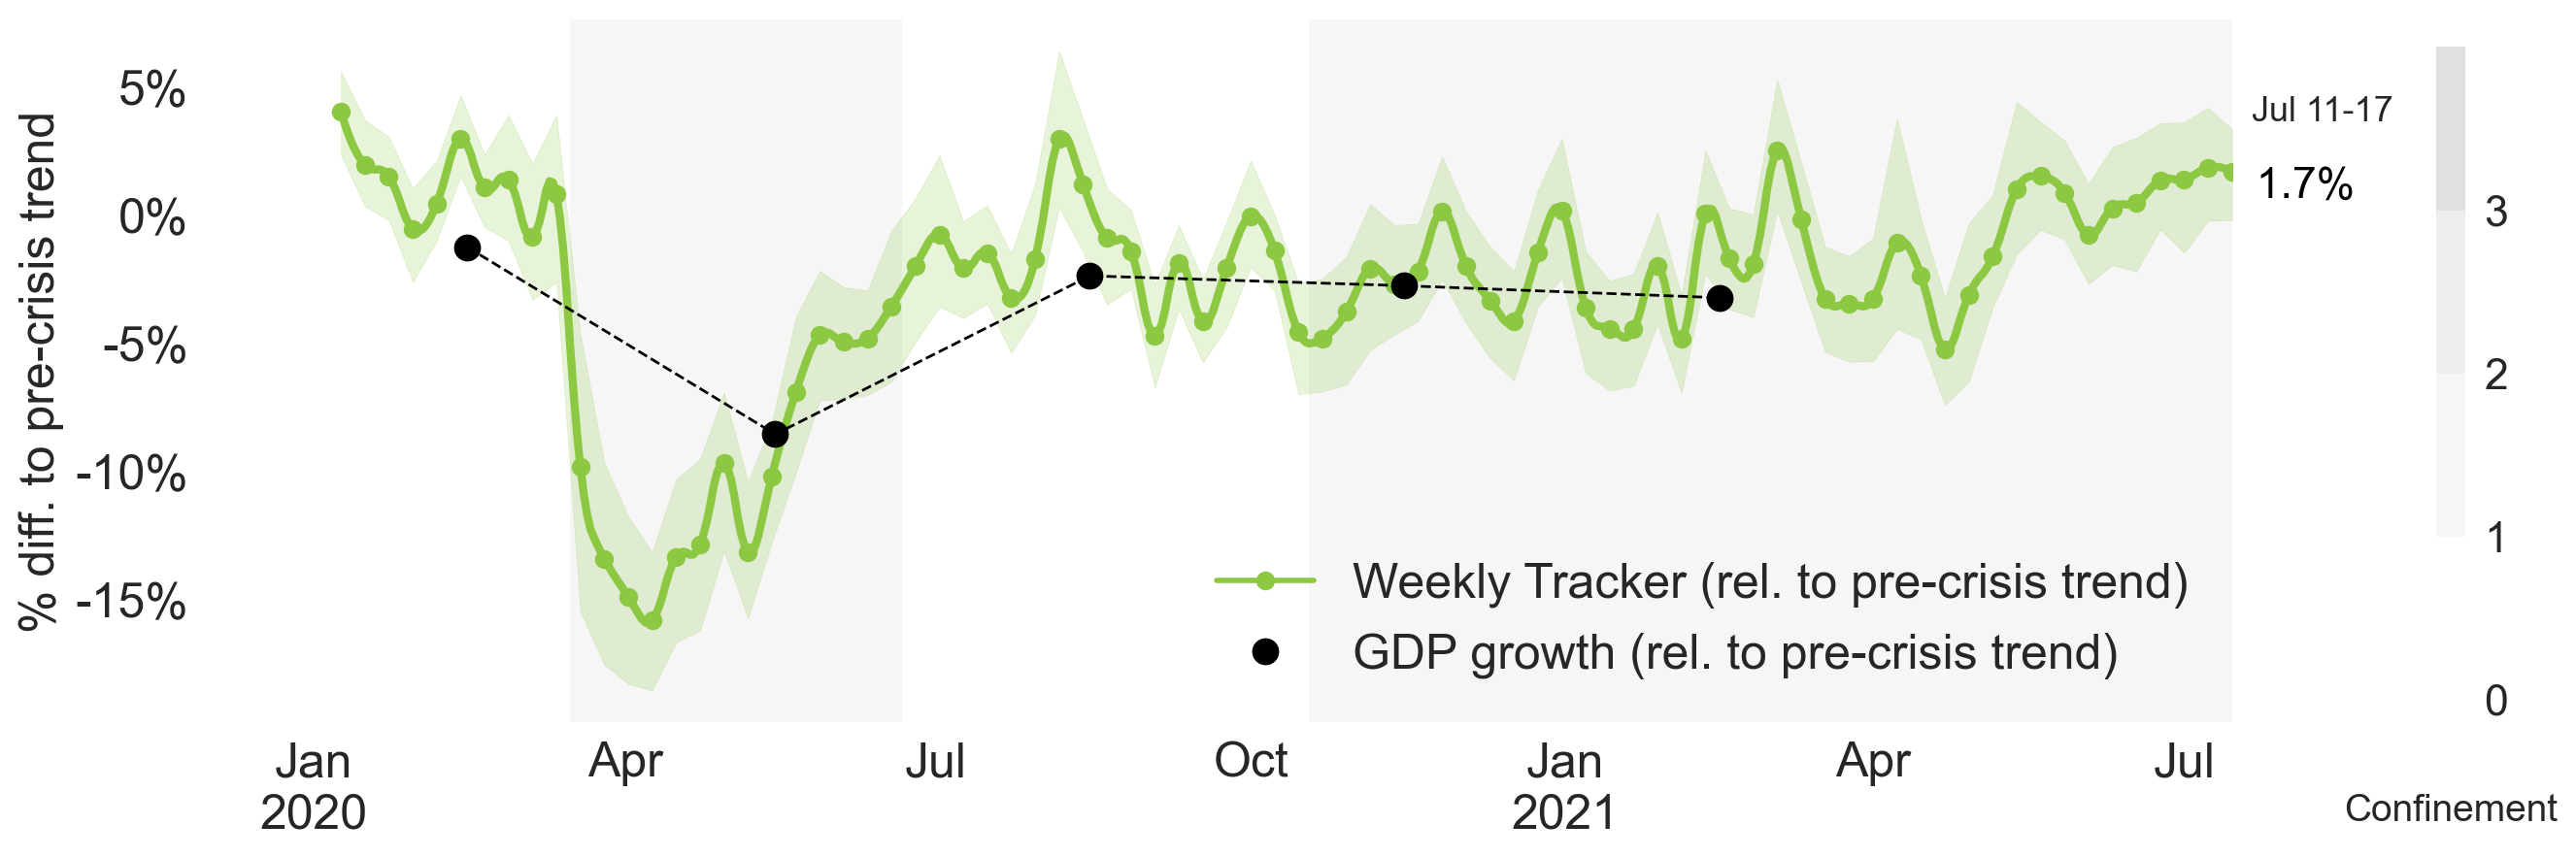 % diff. to pre-crisis trend
5%
0%
-5%
-10%
-15%
Jan
2020
Apr
Jul
Oct
Jan
2021
Apr
Jul
Weekly Tracker (rel. to pre-crisis trend)
GDP growth (rel. to pre-crisis trend)
Jul 11-17
1.7%
3
2
1
0
Confinement